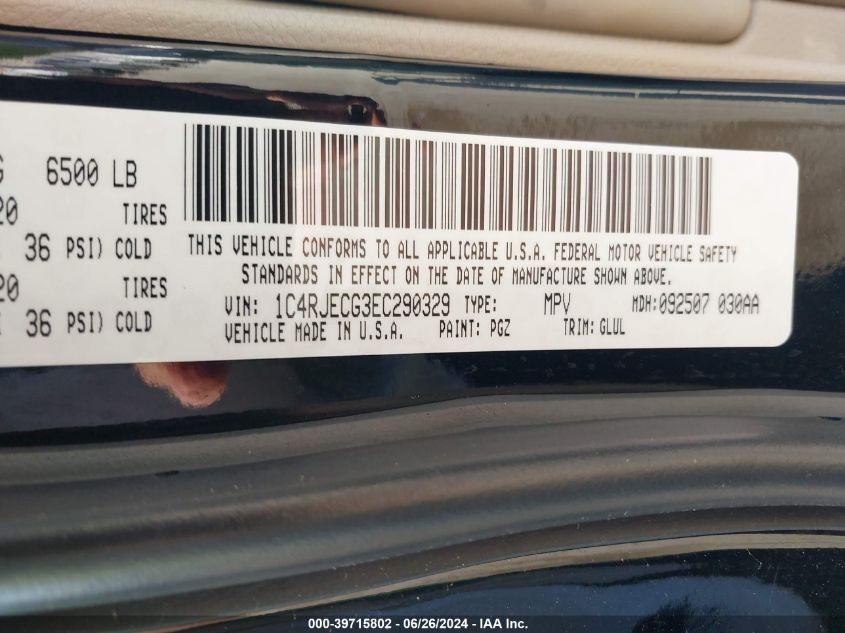 6500 LB
20 TIRES
36 PSI) COLD
20 TIRES
36 PSI) COLD
THIS VEHICLE CONFORMS TO ALL APPLICABLE U.S.A. FEDERAL MOTOR VEHICLE SAFETY
STANDARDS IN EFFECT ON THE DATE OF MANUFACTURE SHOWN ABOVE.
VIN: 1C4RJECG3EC290329 TYPE: MPV MDH:092507 030AA
VEHICLE MADE IN U.S.A. PAINT: PGZ TRIM: GLUL
000-39715802 - 06/26/2024 - IAA Inc.